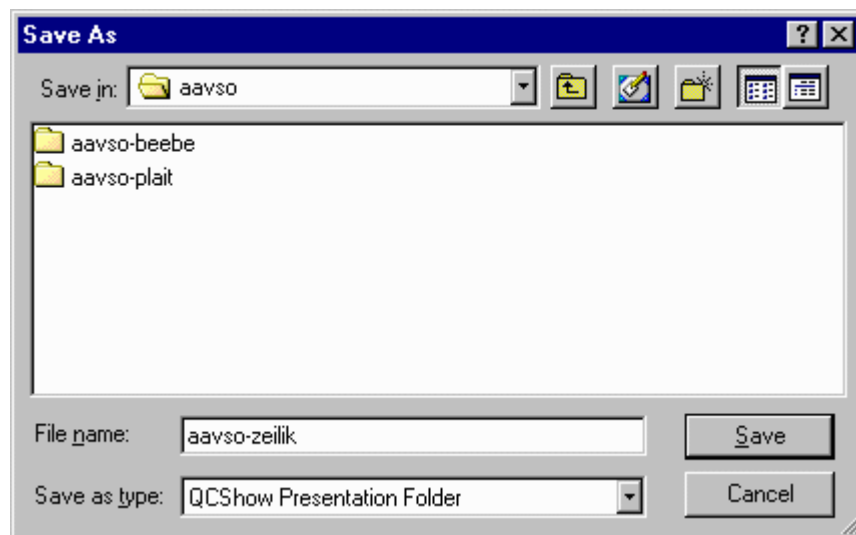 Save As
Save in: aavso
aavso-beebe
aavso-plait
File name: aavso-zeilik Save
Save as type: QCShow Presentation Folder Cancel